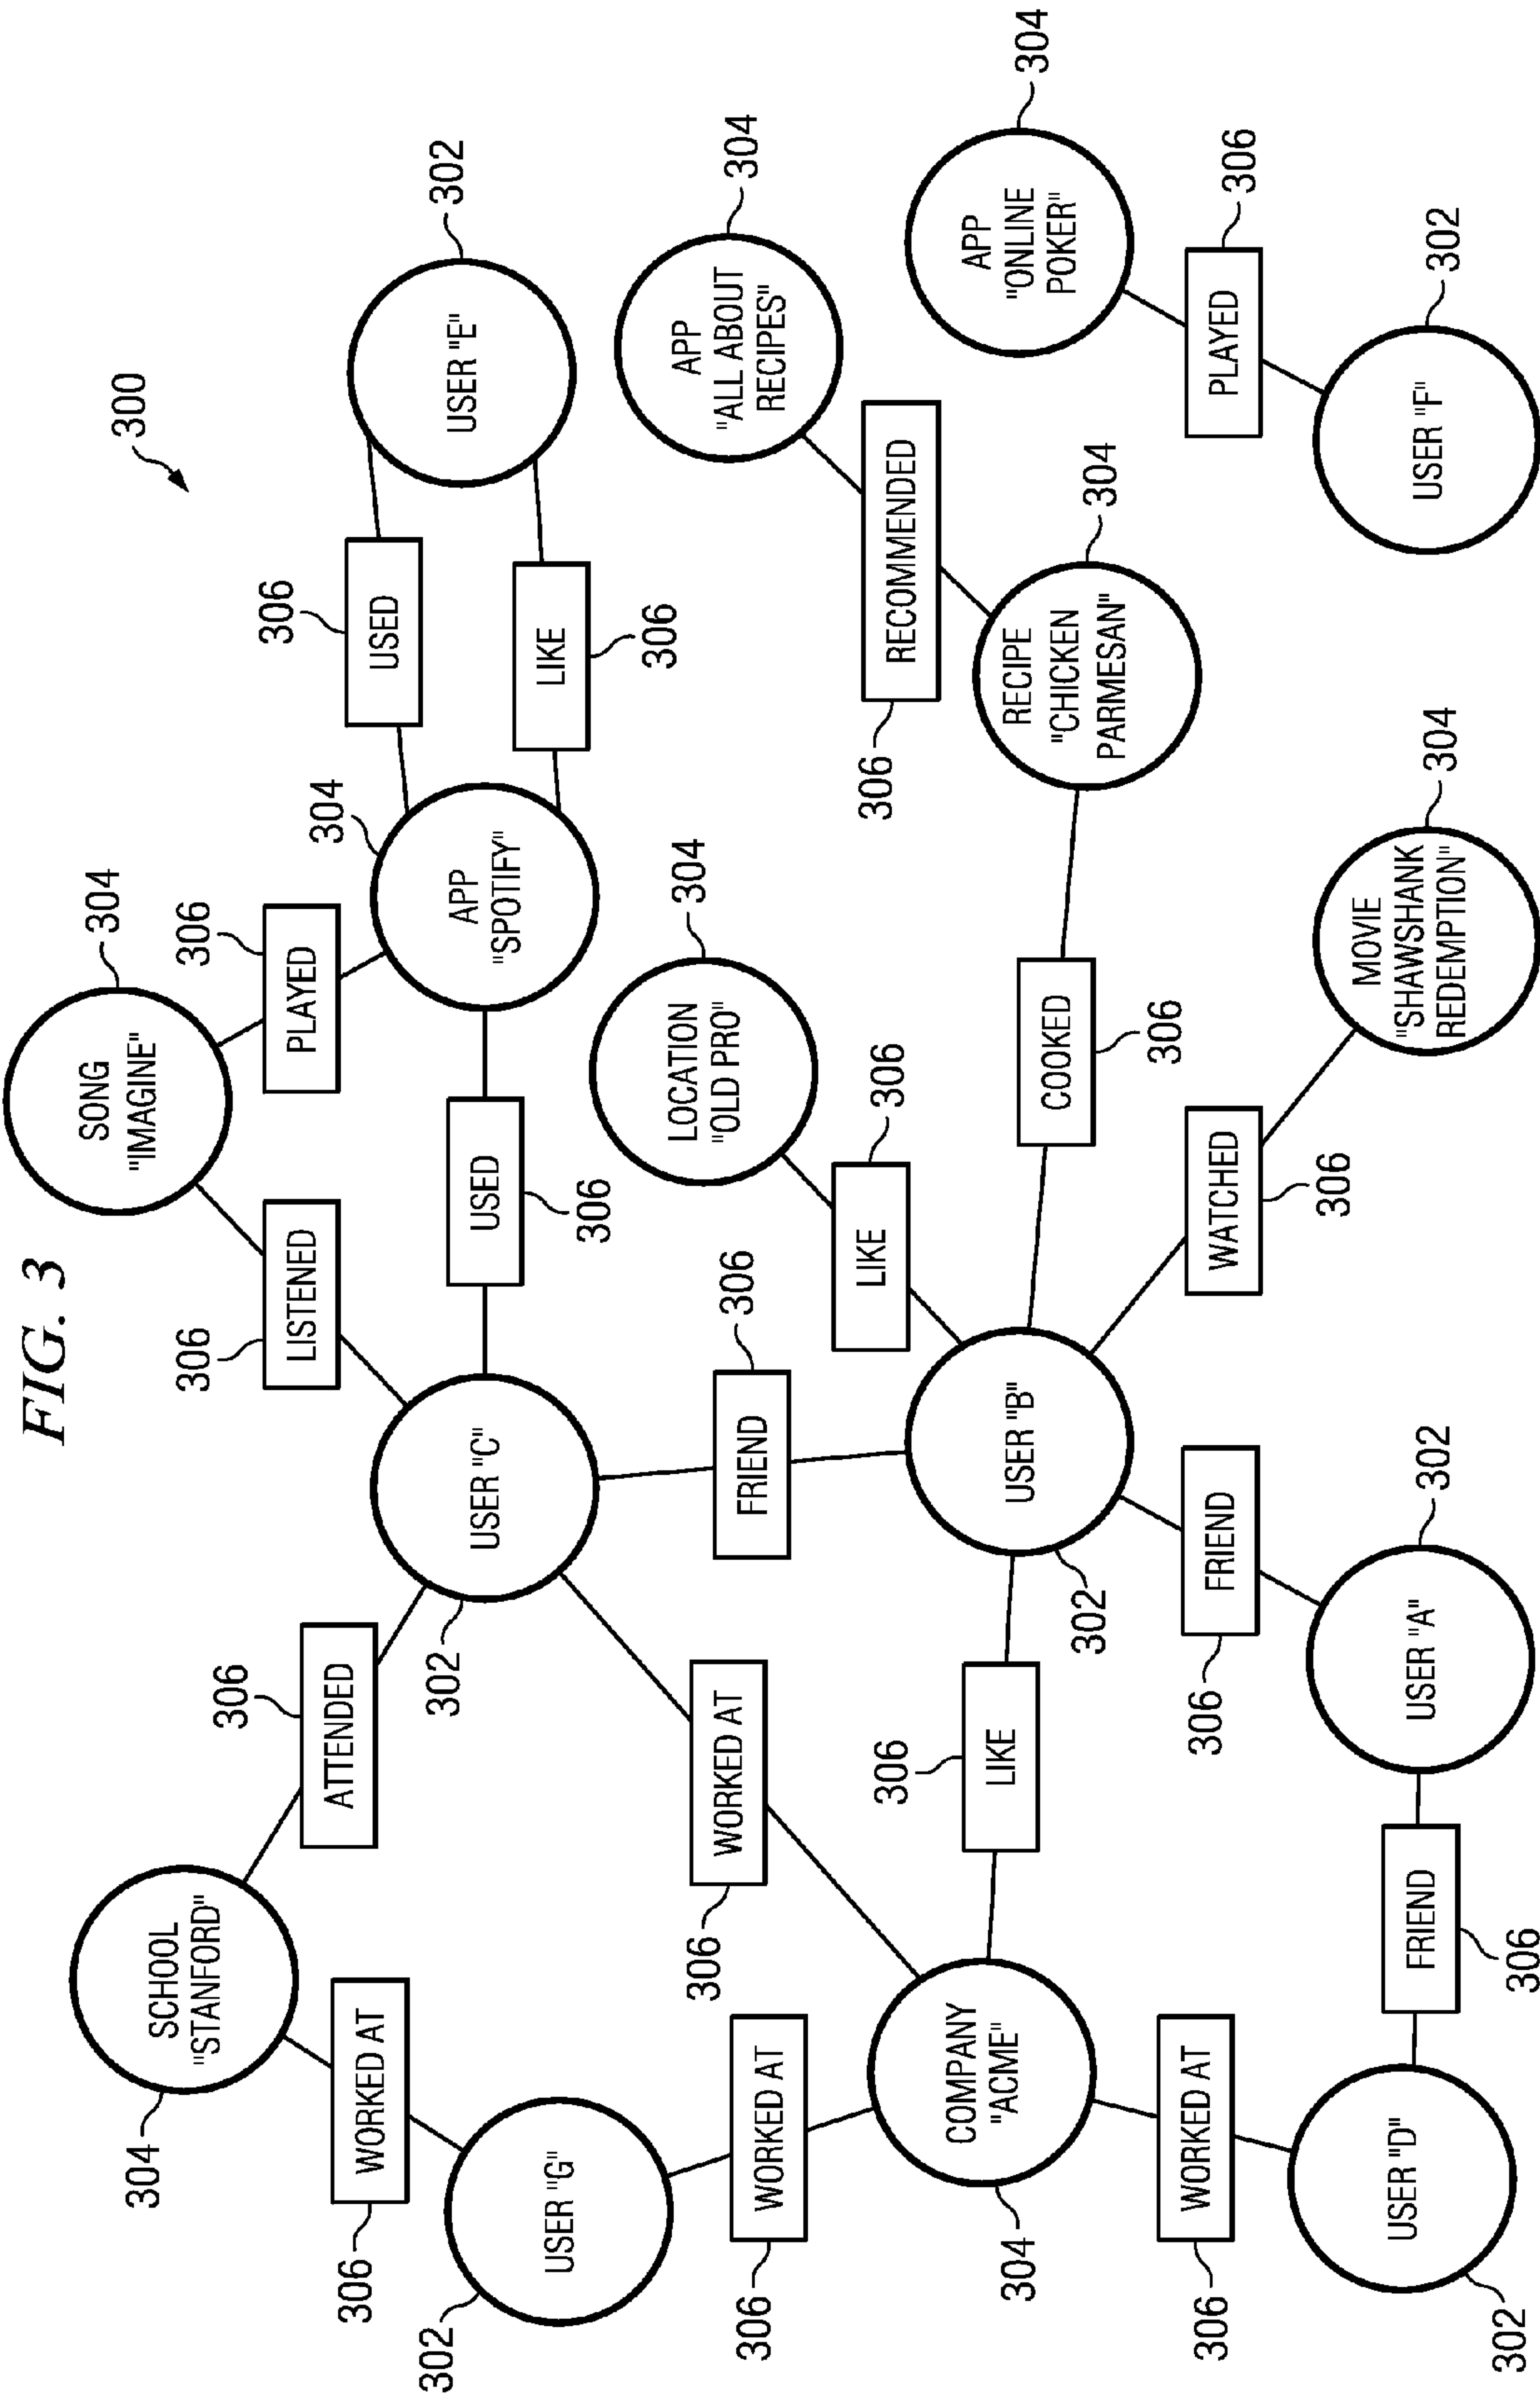 FIG. 3
300
304
SCHOOL
"STANFORD"
306
ATTENDED
306
LISTENED
SONG
"IMAGINE"
304
306
PLAYED
304
306
USED
USER "E"
302
306
WORKED AT
302
USER "G"
302
USER "C"
USED
306
APP
"SPOTIFY"
LIKE
306
306
WORKED AT
306
WORKED AT
FRIEND
306
LOCATION
"OLD PRO"
304
APP
"ALL ABOUT
RECIPES"
304
304
COMPANY
"ACME"
306
LIKE
302
USER "B"
LIKE
306
306
RECOMMENDED
COOKED
306
RECIPE
"CHICKEN
PARMESAN"
304
APP
"ONLINE
POKER"
304
306
WORKED AT
306
FRIEND
WATCHED
306
PLAYED
306
302
USER "D"
FRIEND
306
USER "A"
302
MOVIE
"SHAWSHANK
REDEMPTION"
304
USER "F"
302